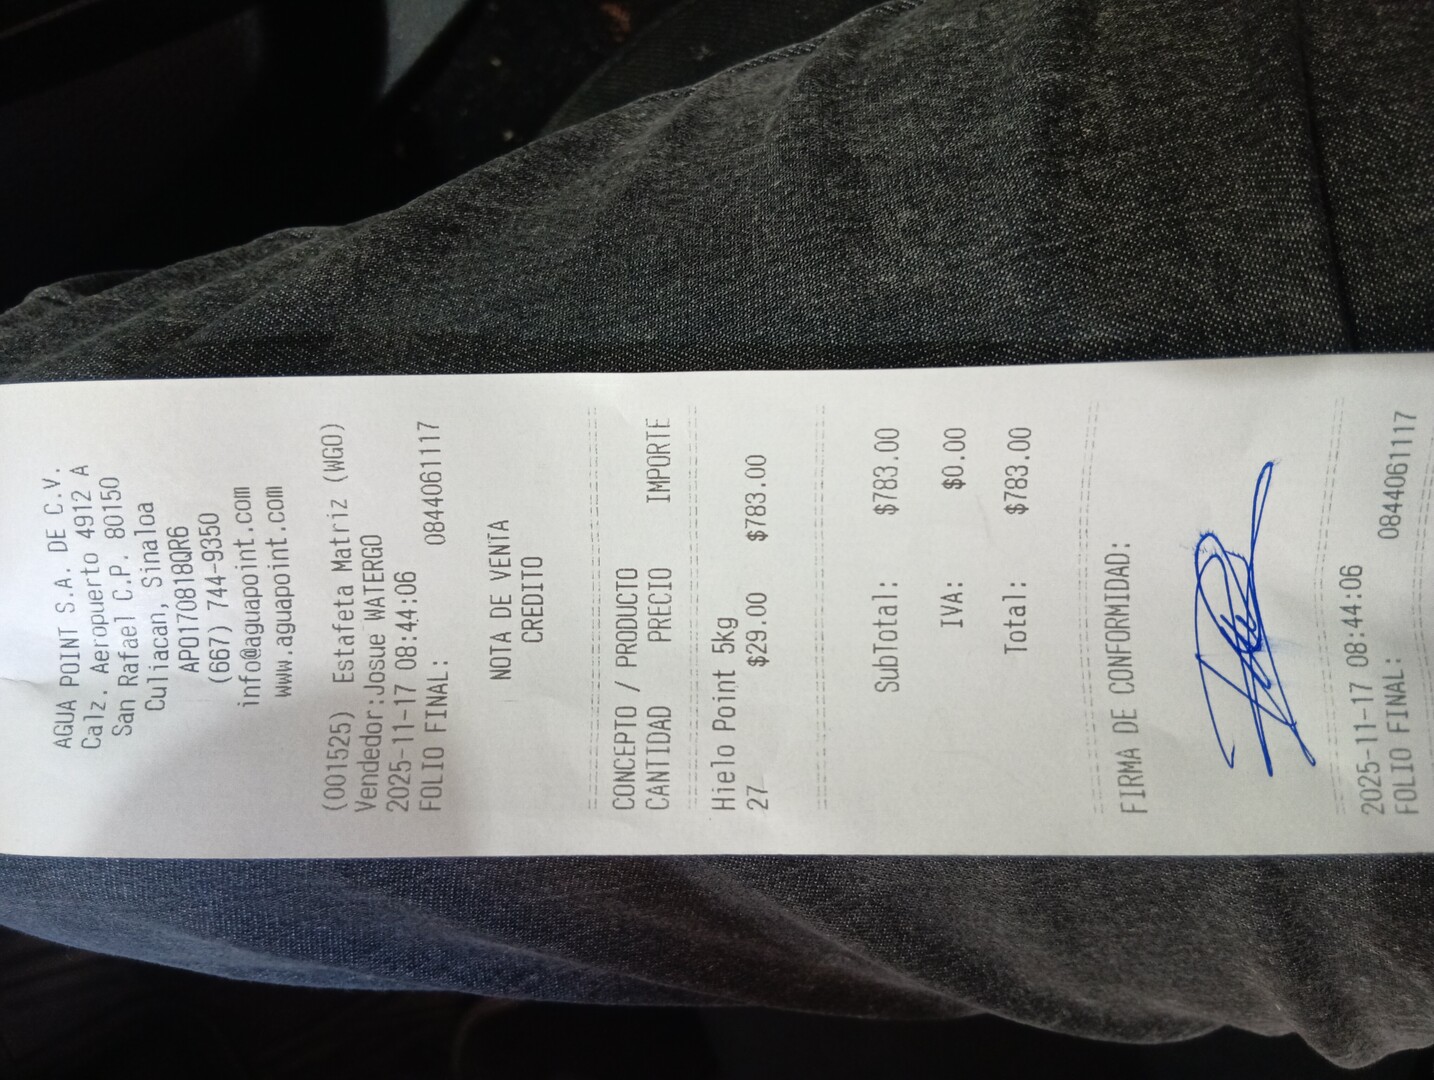 AGUA POINT S.A. DE C.V.
Calz. Aeropuerto 4912 A
San Rafael C.P. 80150
Culiacan, Sinaloa
APO170818QR6
(667) 744-9350
info@aguapoint.com
www.aguapoint.com
(001525) Estafeta Matriz (WGO)
Vendedor:Josue WATERGO
2025-11-17 08:44:06
FOLIO FINAL: 0844061117
NOTA DE VENTA
CREDITO
CONCEPTO / PRODUCTO
CANTIDAD PRECIO IMPORTE
Hielo Point 5kg
27 $29.00 $783.00
SubTotal: $783.00
IVA: $0.00
Total: $783.00
FIRMA DE CONFORMIDAD:
2025-11-17 08:44:06
FOLIO FINAL: 0844061117